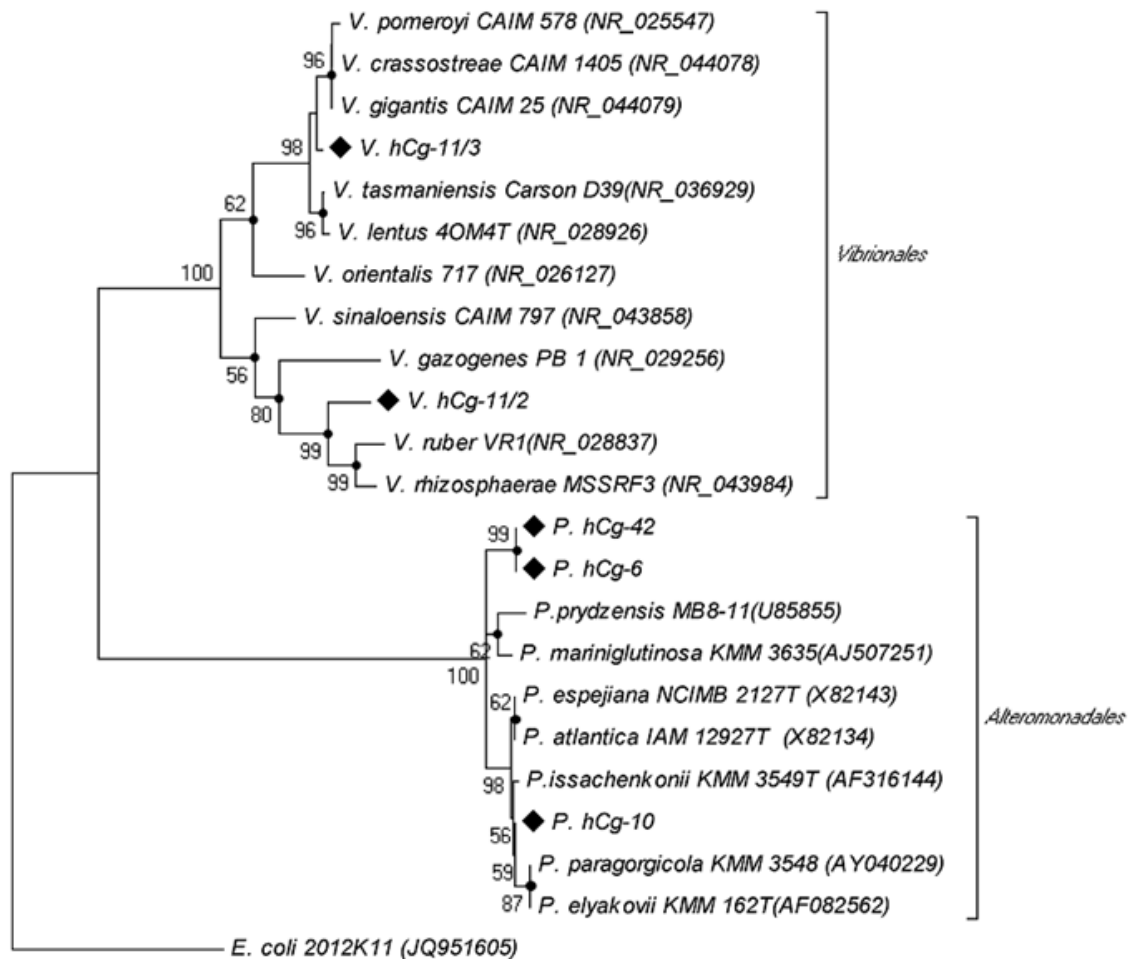 V. pomeroyi CAIM 578 (NR_025547)
96
V. crassostreae CAIM 1405 (NR_044078)
V. gigantis CAIM 25 (NR_044079)
98
V. hCg-11/3
V. tasmaniensis Carson D39(NR_036929)
62
96
V. lentus 4OM4T (NR_028926)
Vibrionales
100
V. orientalis 717 (NR_026127)
V. sinaloensis CAIM 797 (NR_043858)
56
V. gazogenes PB 1 (NR_029256)
80
V. hCg-11/2
99
V. ruber VR1(NR_028837)
99
V. rhizosphaerae MSSRF3 (NR_043984)
99
P. hCg-42
P. hCg-6
P.prydzensis MB8-11(U85855)
62
P. mariniglutinosa KMM 3635(AJ507251)
100
62
P. espejiana NCIMB 2127T (X82143)
Alteromonadales
P. atlantica IAM 12927T (X82134)
98
P.issachenkonii KMM 3549T (AF316144)
P. hCg-10
56
59
P. paragorgicola KMM 3548 (AY040229)
87
P. elyakovii KMM 162T(AF082562)
E. coli 2012K11 (JQ951605)